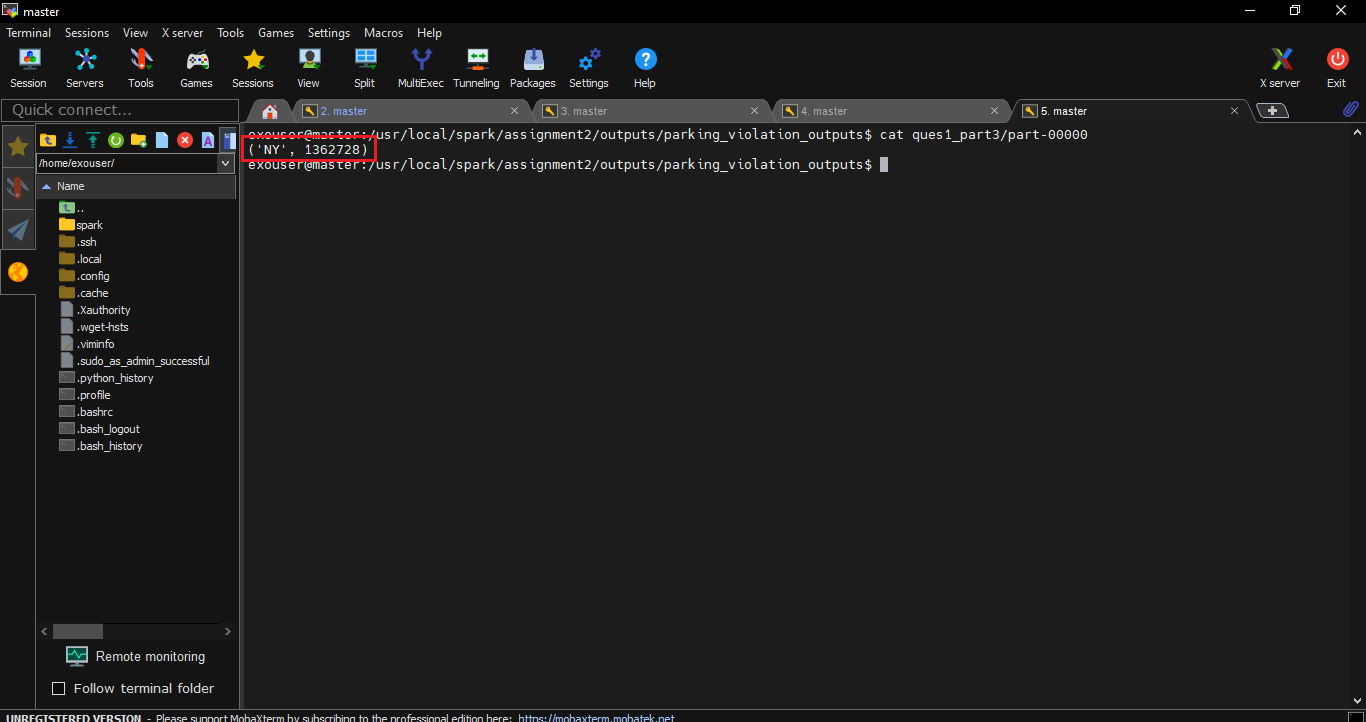 master
Terminal Sessions View X server Tools Games Settings Macros Help
Session Servers Tools Games Sessions View Split MultiExec Tunneling Packages Settings Help X server Exit
Quick connect...
2. master
3. master
4. master
5. master
/home/exouser/
Name
..
spark
.ssh
.local
.config
.cache
.Xauthority
.wget-hsts
.viminfo
.sudo_as_admin_successful
.python_history
.profile
.bashrc
.bash_logout
.bash_history
Remote monitoring
Follow terminal folder
exouser@master:/usr/local/spark/assignment2/outputs/parking_violation_outputs$ cat ques1_part3/part-00000
('NY', 1362728)
exouser@master:/usr/local/spark/assignment2/outputs/parking_violation_outputs$
UNREGISTERED VERSION - Please support MobaXterm by subscribing to the professional edition here: https://mobaxterm.mobatek.net